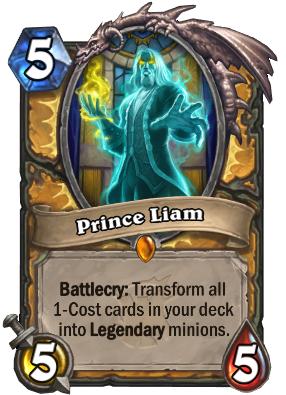 5
Prince Liam
Battlecry: Transform all
1-Cost cards in your deck
into Legendary minions.
5 5